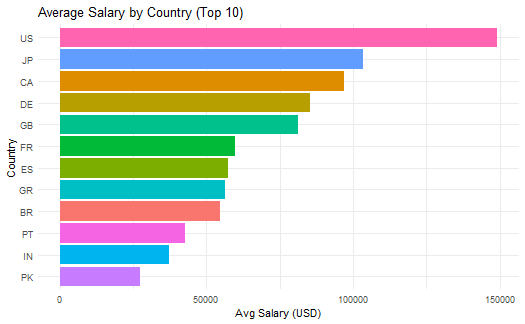 Average Salary by Country (Top 10)
US
JP
CA
DE
GB
FR
ES
GR
BR
PT
IN
PK
Country
0
50000
100000
150000
Avg Salary (USD)